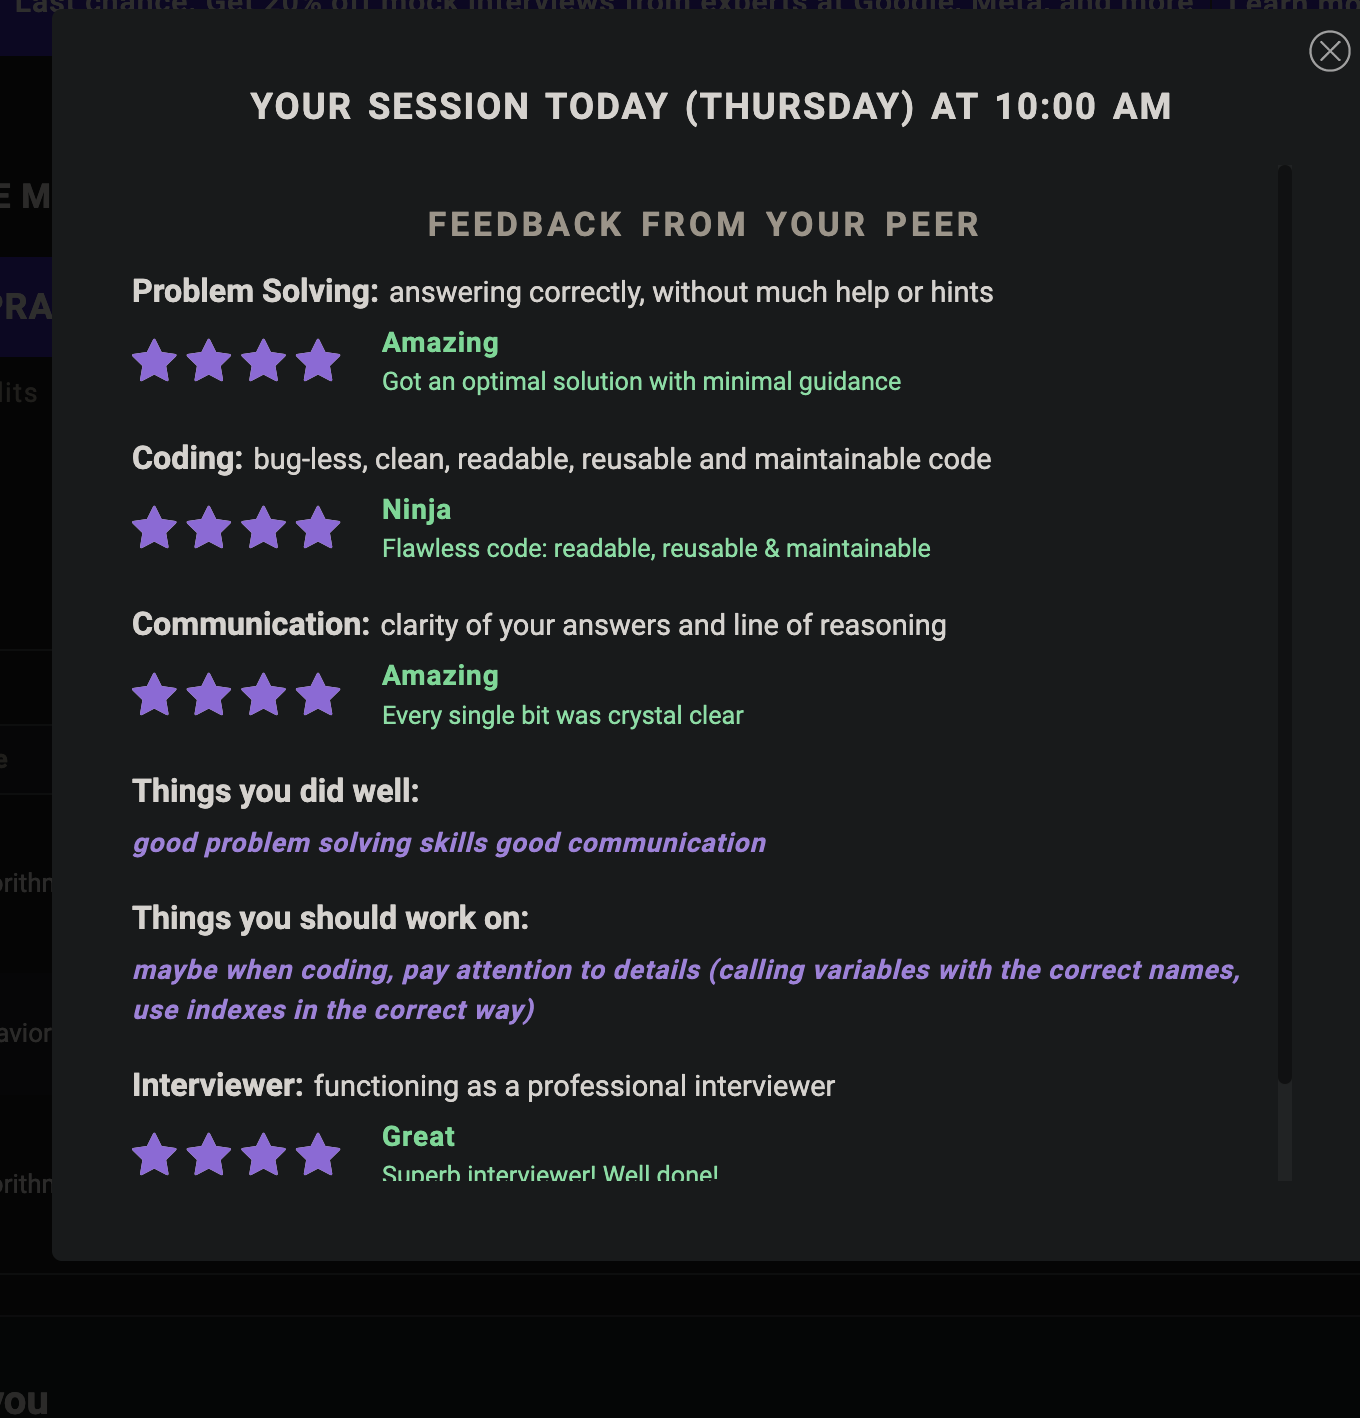 Last chance. Get 20% off mock interviews from experts at Google, Meta, and more
YOUR SESSION TODAY (THURSDAY) AT 10:00 AM
E M
FEEDBACK FROM YOUR PEER
Problem Solving: answering correctly, without much help or hints
PRA
Amazing
Got an optimal solution with minimal guidance
Coding: bug-less, clean, readable, reusable and maintainable code
Ninja
Flawless code: readable, reusable & maintainable
Communication: clarity of your answers and line of reasoning
Amazing
Every single bit was crystal clear
Things you did well:
good problem solving skills good communication
Things you should work on:
maybe when coding, pay attention to details (calling variables with the correct names,
use indexes in the correct way)
Interviewer: functioning as a professional interviewer
Great
Superb interviewer! Well done!
you